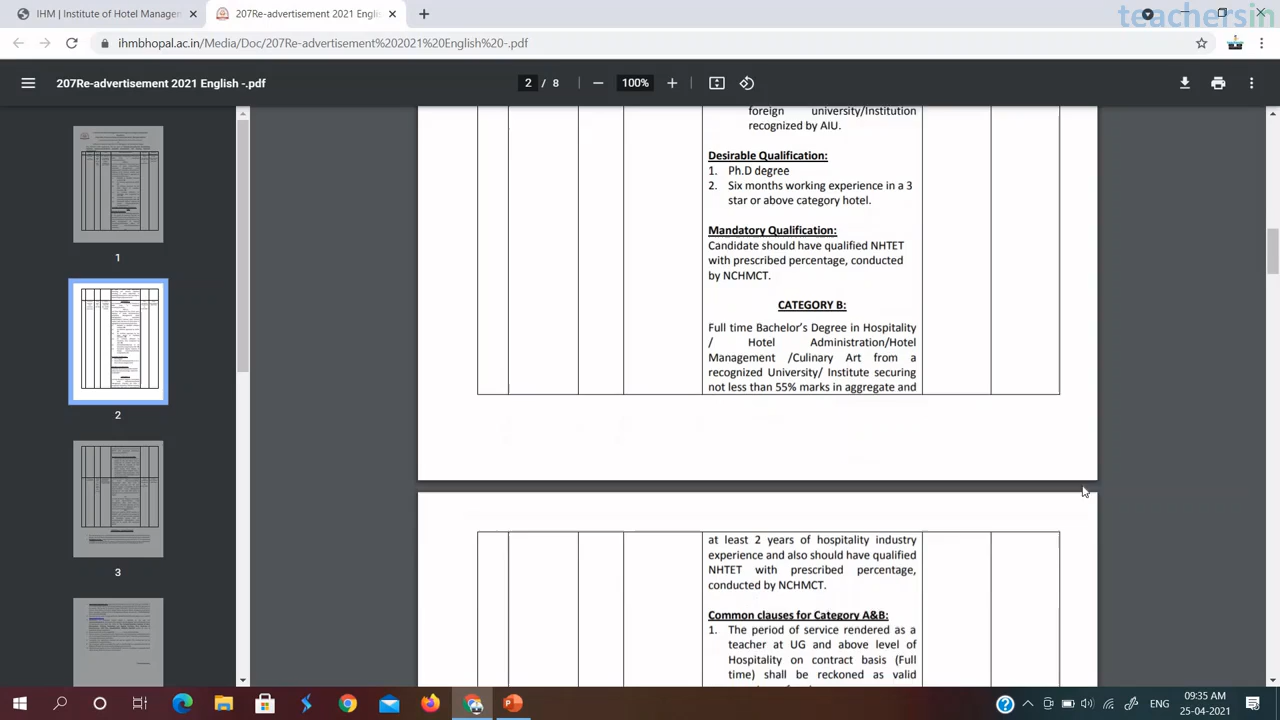 teachersin
IHM | Institute of Hotel Managem
207Re-advertisement 2021 Engli
ihmbhopal.ac.in/Media/Doc/207Re-advertisement%202021%20English%20-.pdf
207Re-advertisement 2021 English -.pdf
2 / 8
100%
foreign university/Institution
recognized by AIU.
Desirable Qualification:
1. Ph.D degree
2. Six months working experience in a 3
star or above category hotel.
Mandatory Qualification:
Candidate should have qualified NHTET
with prescribed percentage, conducted
by NCHMCT.
CATEGORY B:
Full time Bachelor's Degree in Hospitality
/ Hotel Administration/Hotel
Management /Culinary Art from a
recognized University/ Institute securing
not less than 55% marks in aggregate and
at least 2 years of hospitality industry
experience and also should have qualified
NHTET with prescribed percentage,
conducted by NCHMCT.
Common clauses for Category A&B:
1. The period of service rendered as a
teacher at UG and above level of
Hospitality on contract basis (Full
time) shall be reckoned as valid
1
2
3
ENG
09:35 AM
25-04-2021